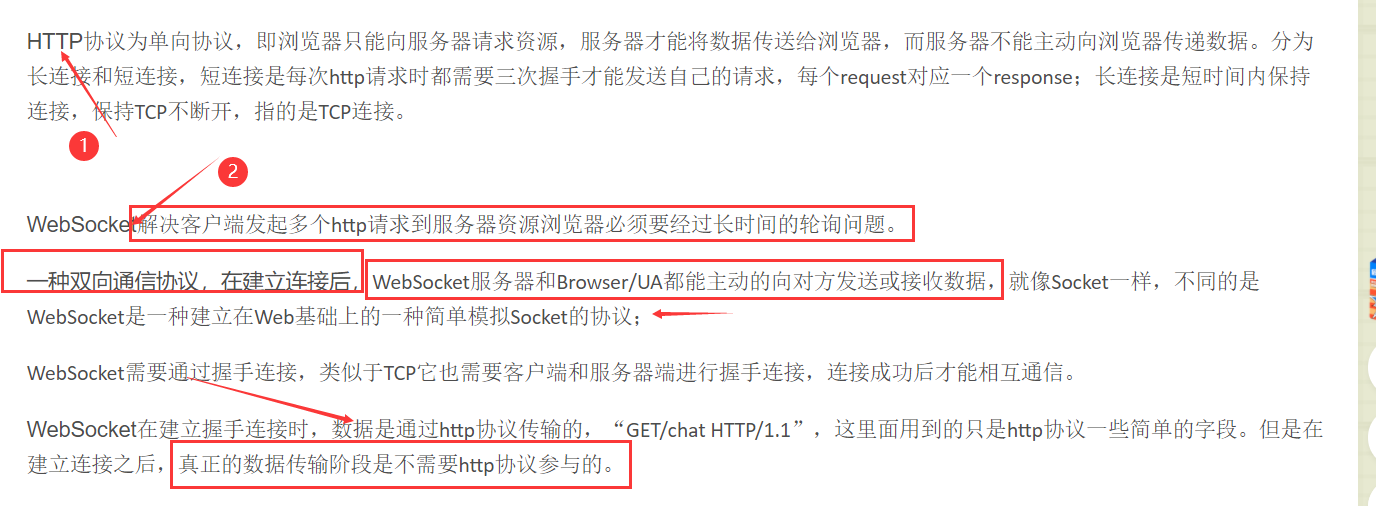 HTTP协议为单向协议，即浏览器只能向服务器请求资源，服务器才能将数据传送给浏览器，而服务器不能主动向浏览器传递数据。分为
长连接和短连接，短连接是每次http请求时都需要三次握手才能发送自己的请求，每个request对应一个response；长连接是短时间内保持
连接，保持TCP不断开，指的是TCP连接。
1
2
WebSocket解决客户端发起多个http请求到服务器资源浏览器必须要经过长时间的轮询问题。
一种双向通信协议，在建立连接后，WebSocket服务器和Browser/UA都能主动的向对方发送或接收数据，就像Socket一样，不同的是
WebSocket是一种建立在Web基础上的一种简单模拟Socket的协议；
WebSocket需要通过握手连接，类似于TCP它也需要客户端和服务器端进行握手连接，连接成功后才能相互通信。
WebSocket在建立握手连接时，数据是通过http协议传输的，“GET/chat HTTP/1.1”，这里面用到的只是http协议一些简单的字段。但是在
建立连接之后，真正的数据传输阶段是不需要http协议参与的。